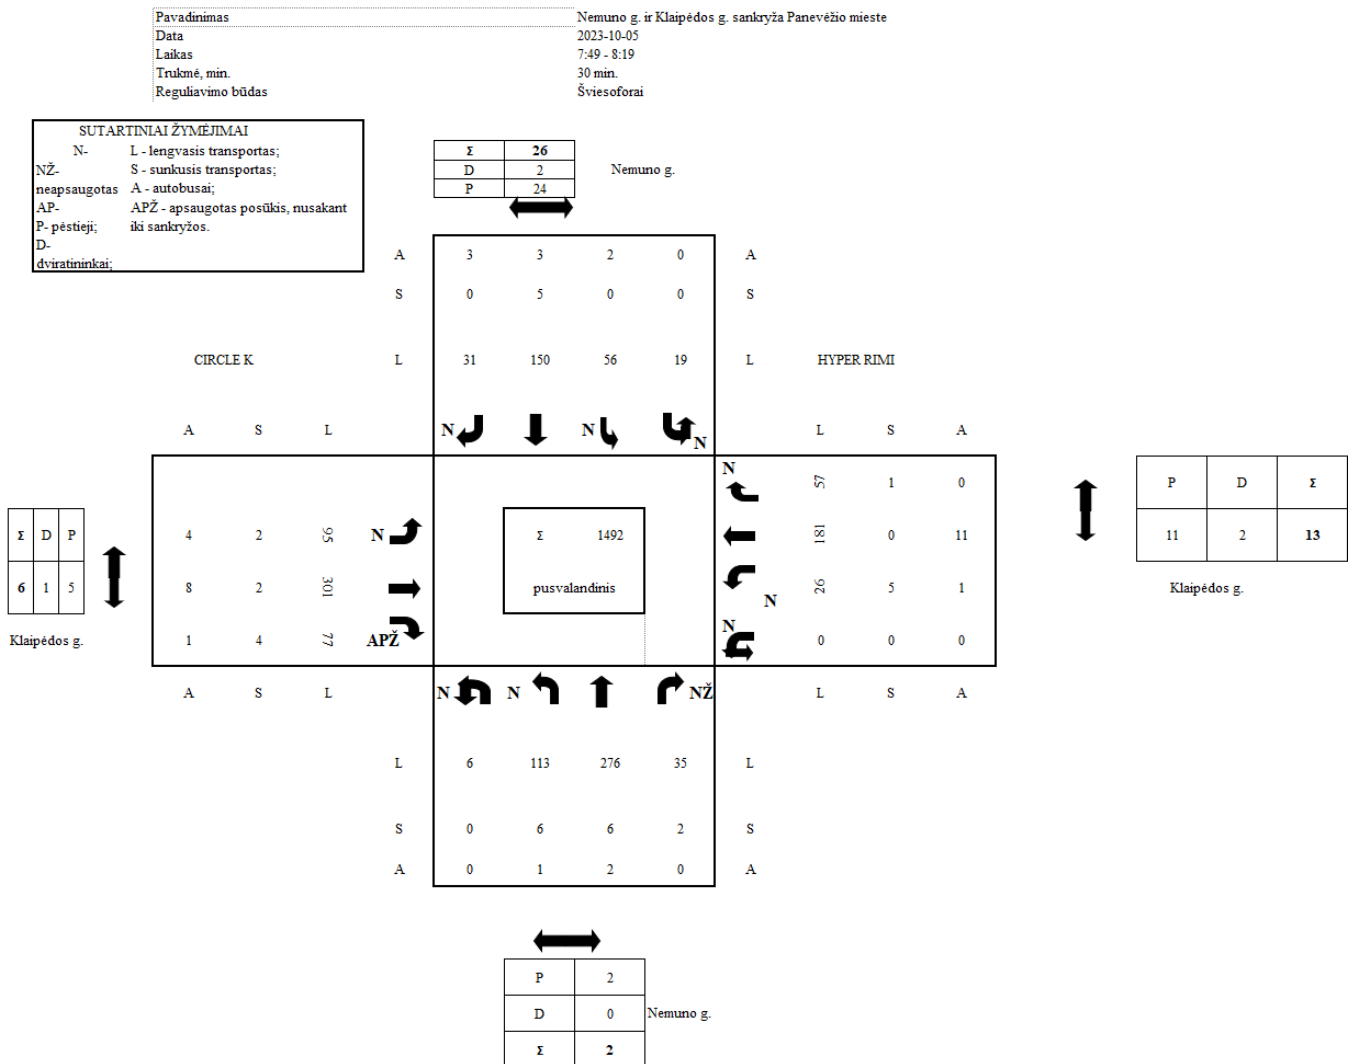 Pavadinimas Nemuno g. ir Klaipėdos g. sankryža Panevėžio mieste
Data 2023-10-05
Laikas 7:49 - 8:19
Trukmė, min. 30 min.
Reguliavimo būdas Šviesoforai
SUTARTINIAI ŽYMĖJIMAI
N- L - lengvasis transportas;
NŽ- S - sunkusis transportas;
neapsaugotas A - autobusai;
AP- APŽ - apsaugotas posūkis, nusakant
P- pėstieji; iki sankryžos.
D-
dviratininkai;
Σ 26
D 2
P 24
Nemuno g.
A 3 3 2 0 A
S 0 5 0 0 S
CIRCLE K L 31 150 56 19 L HYPER RIMI
A S L N N N L S A
N 57 1 0
4 2 95 N Σ 1492 181 0 11
8 2 301 pusvalandinis N 26 5 1
1 4 77 APŽ N 0 0 0
Σ D P
6 1 5
Klaipėdos g.
P D Σ
11 2 13
Klaipėdos g.
A S L N N NŽ L S A
L 6 113 276 35 L
S 0 6 6 2 S
A 0 1 2 0 A
P 2
D 0 Nemuno g.
Σ 2